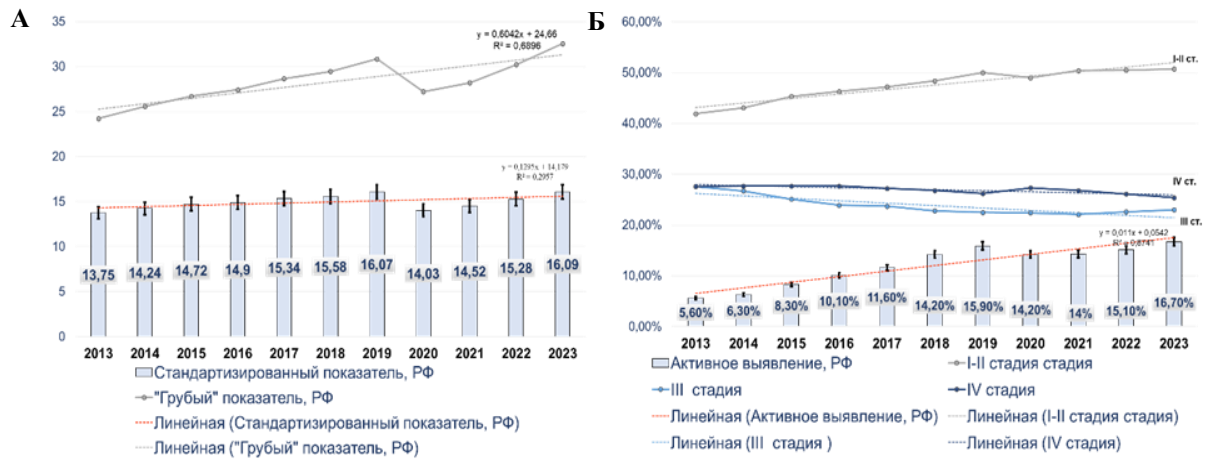 А
35
30
25
20
15
10
5
0
y = 0,6042x + 24,66
R² = 0,6896
y = 0,1295x + 14,179
R² = 0,2957
13,75 14,24 14,72 14,9 15,34 15,58 16,07 14,03 14,52 15,28 16,09
2013 2014 2015 2016 2017 2018 2019 2020 2021 2022 2023
Стандартизированный показатель, РФ
"Грубый" показатель, РФ
Линейная (Стандартизированный показатель, РФ)
Линейная ("Грубый" показатель, РФ)
Б
60,00%
50,00%
40,00%
30,00%
20,00%
10,00%
0,00%
I-II ст.
IV ст.
III ст.
y = 0,011x + 0,0542
R² = 0,8741
5,60% 6,30% 8,30% 10,10% 11,60% 14,20% 15,90% 14,20% 14% 15,10% 16,70%
2013 2014 2015 2016 2017 2018 2019 2020 2021 2022 2023
Активное выявление, РФ I-II стадия стадия
III стадия IV стадия
Линейная (Активное выявление, РФ) Линейная (I-II стадия стадия)
Линейная (III стадия ) Линейная (IV стадия)